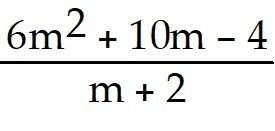 6m² + 10m − 4
m + 2